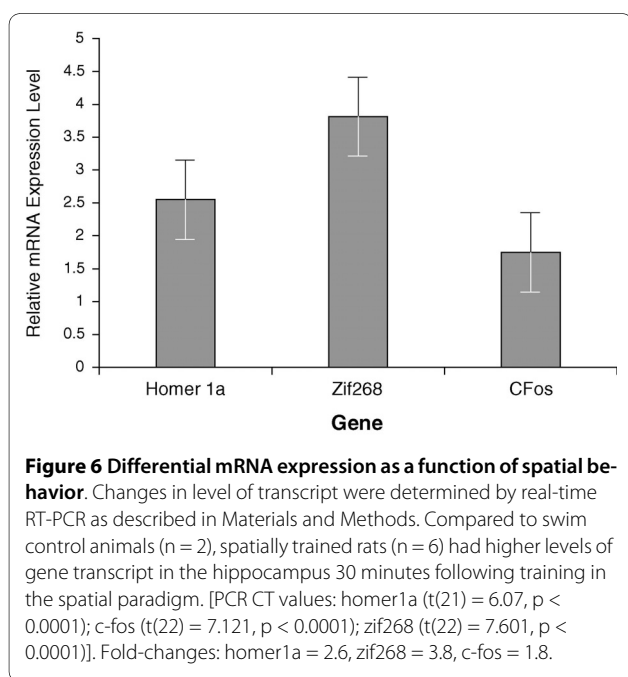 5
4.5
4
3.5
3
2.5
2
1.5
1
0.5
0
Relative mRNA Expression Level
Homer 1a Zif268 CFos
Gene
Figure 6 Differential mRNA expression as a function of spatial be-
havior. Changes in level of transcript were determined by real-time
RT-PCR as described in Materials and Methods. Compared to swim
control animals (n = 2), spatially trained rats (n = 6) had higher levels of
gene transcript in the hippocampus 30 minutes following training in
the spatial paradigm. [PCR CT values: homer1a (t(21) = 6.07, p <
0.0001); c-fos (t(22) = 7.121, p < 0.0001); zif268 (t(22) = 7.601, p <
0.0001)]. Fold-changes: homer1a = 2.6, zif268 = 3.8, c-fos = 1.8.